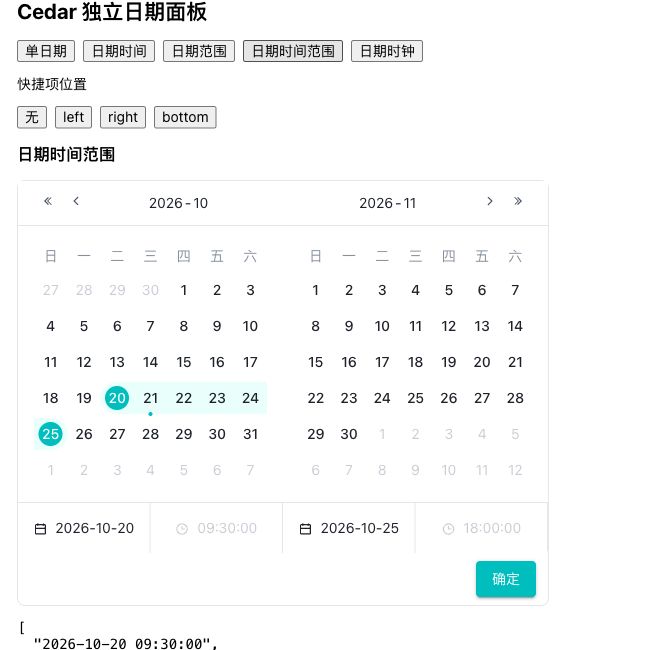 Cedar 独立日期面板
单日期 日期时间 日期范围 日期时间范围 日期时钟
快捷项位置
无 left right bottom
日期时间范围
« ‹ 2026-10 2026-11 › »
日 一 二 三 四 五 六 日 一 二 三 四 五 六
27 28 29 30 1 2 3 1 2 3 4 5 6 7
4 5 6 7 8 9 10 8 9 10 11 12 13 14
11 12 13 14 15 16 17 15 16 17 18 19 20 21
18 19 20 21 22 23 24 22 23 24 25 26 27 28
25 26 27 28 29 30 31 29 30 1 2 3 4 5
1 2 3 4 5 6 7 6 7 8 9 10 11 12
2026-10-20 09:30:00 2026-10-25 18:00:00
确定
[
"2026-10-20 09:30:00",